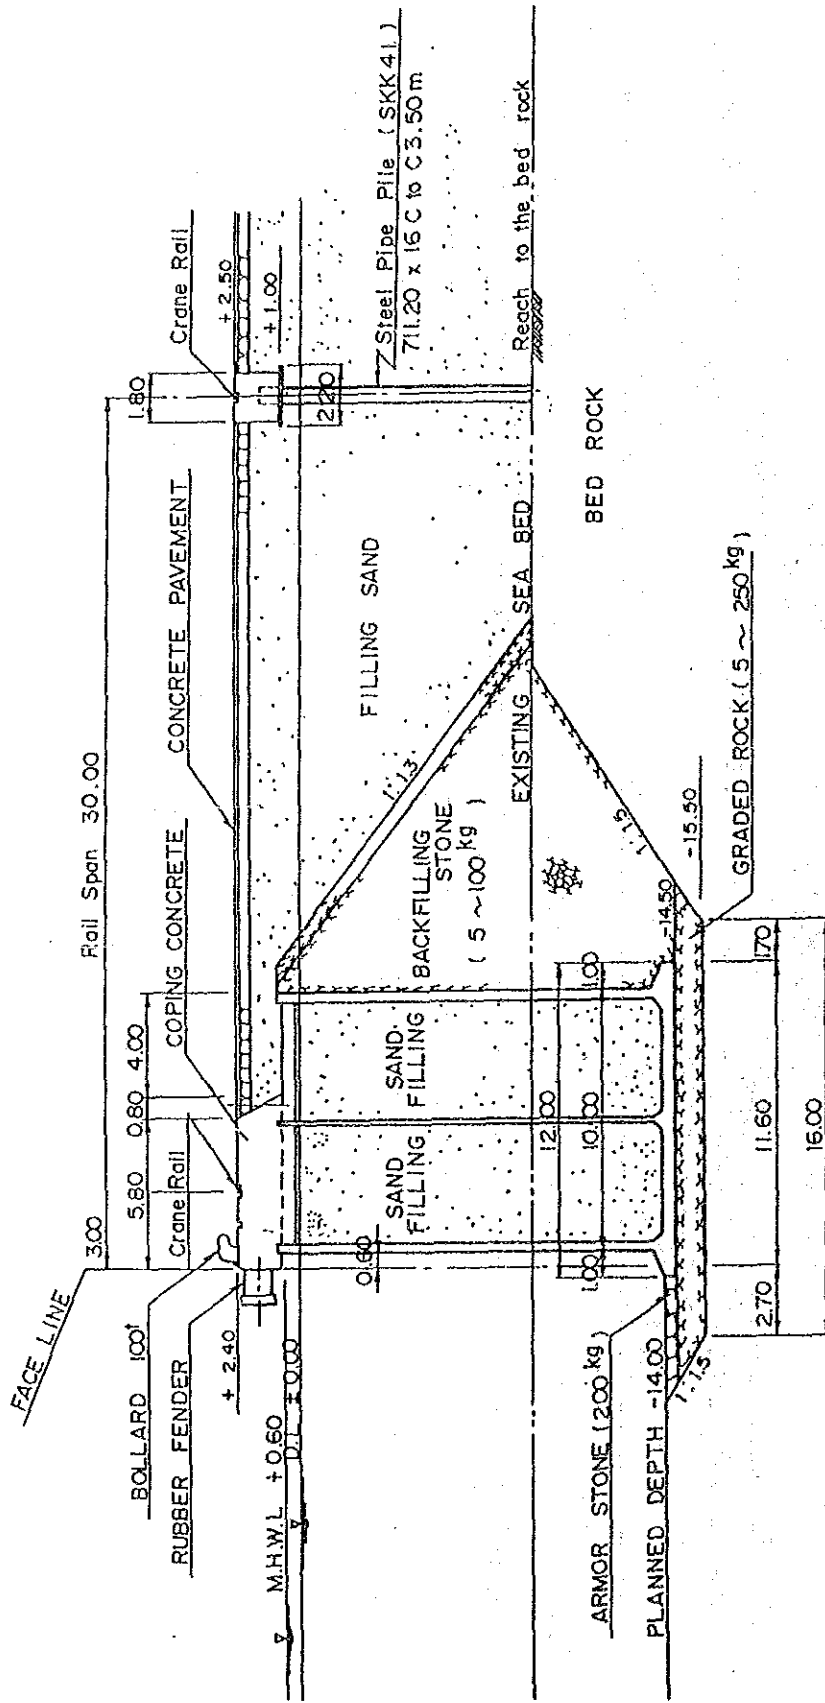 FACE LINE
BOLLARD 100t
RUBBER FENDER
+2.40
M.H.W.L +0.60
D.L ±0.00
3.00
Rail Span 30.00
5.80
0.80
4.00
Crane Rail
COPING CONCRETE
CONCRETE PAVEMENT
1.80
Crane Rail
+2.50
+1.00
2.20
Steel Pipe Pile (SKK41)
711.20 x 16 C to C 3.50m
Reach to the bed rock
FILLING SAND
1:1.3
0.60
SAND
FILLING
SAND
FILLING
BACKFILLING
STONE
(5~100kg)
EXISTING SEA BED
BED ROCK
12.00
1.00
10.00
1.00
-14.50
1:1.5
-15.50
GRADED ROCK (5~250kg)
ARMOR STONE (200kg)
PLANNED DEPTH -14.00
1:1.5
2.70
11.60
1.70
16.00